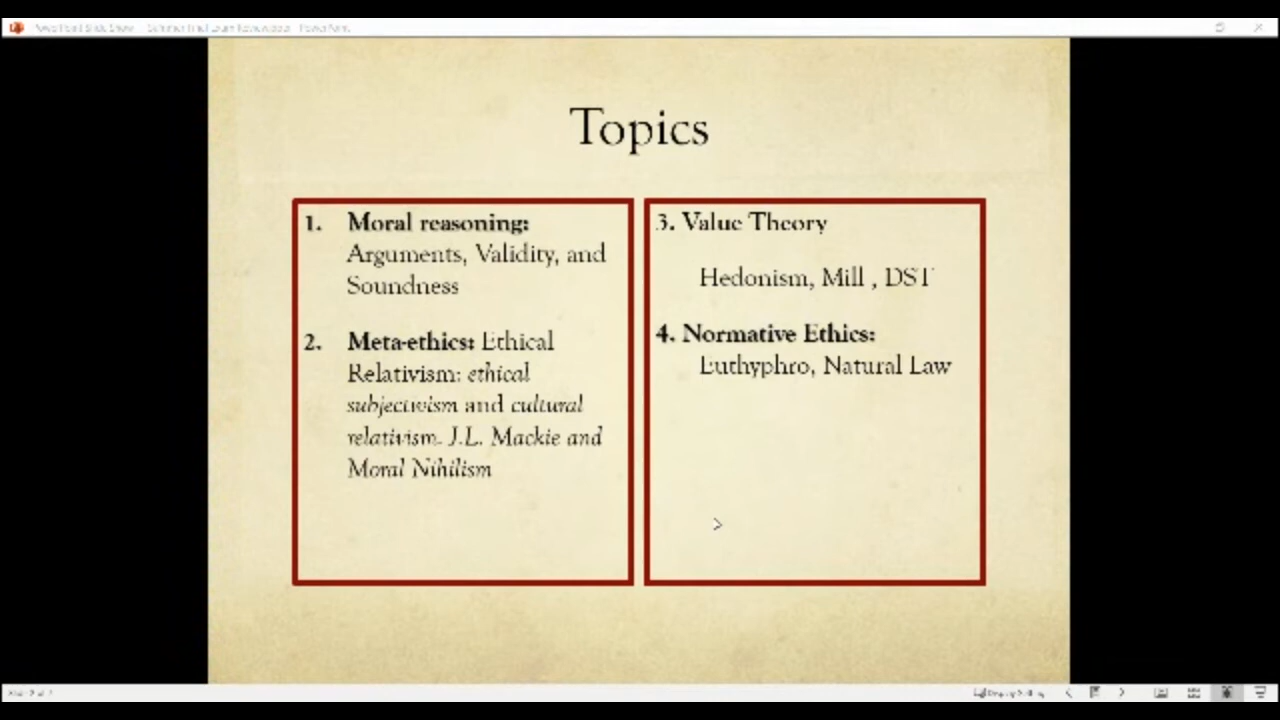 Topics
1. Moral reasoning:
Arguments, Validity, and
Soundness
2. Meta-ethics: Ethical
Relativism: ethical
subjectivism and cultural
relativism. J.L. Mackie and
Moral Nihilism
3. Value Theory
Hedonism, Mill , DST
4. Normative Ethics:
Euthyphro, Natural Law